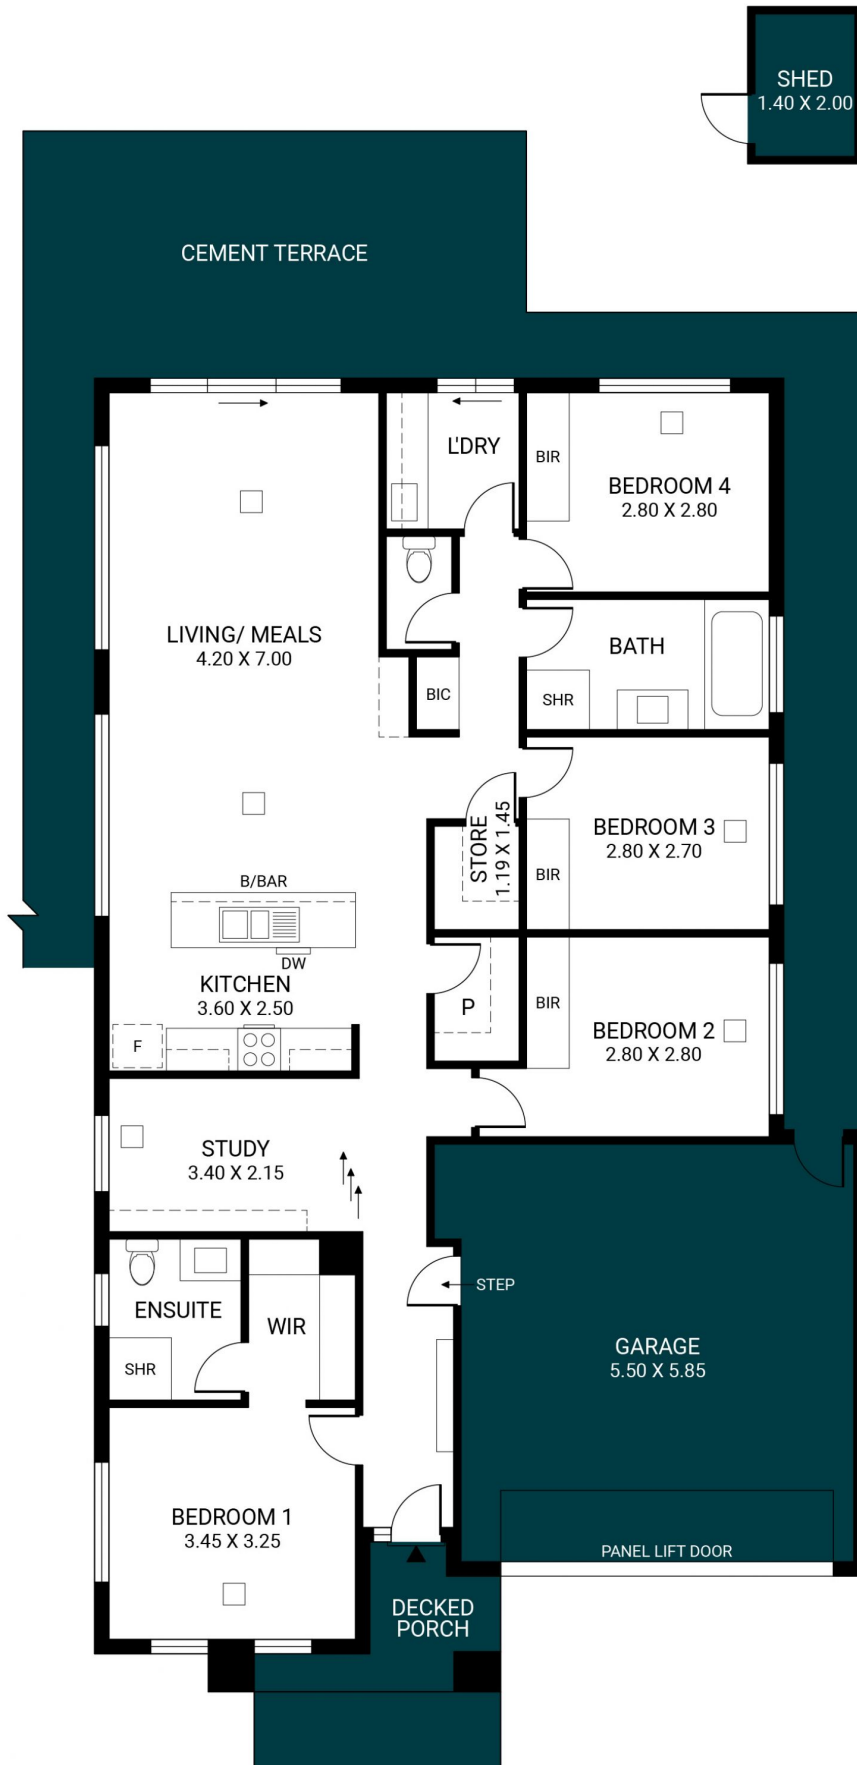 SHED
1.40 X 2.00
CEMENT TERRACE
L'DRY
BIR
BEDROOM 4
2.80 X 2.80
LIVING/ MEALS
4.20 X 7.00
BATH
BIC
SHR
STORE
1.19 X 1.45
BEDROOM 3
2.80 X 2.70
BIR
B/BAR
DW
KITCHEN
3.60 X 2.50
P
BIR
BEDROOM 2
2.80 X 2.80
F
STUDY
3.40 X 2.15
STEP
ENSUITE
WIR
SHR
GARAGE
5.50 X 5.85
BEDROOM 1
3.45 X 3.25
PANEL LIFT DOOR
DECKED
PORCH